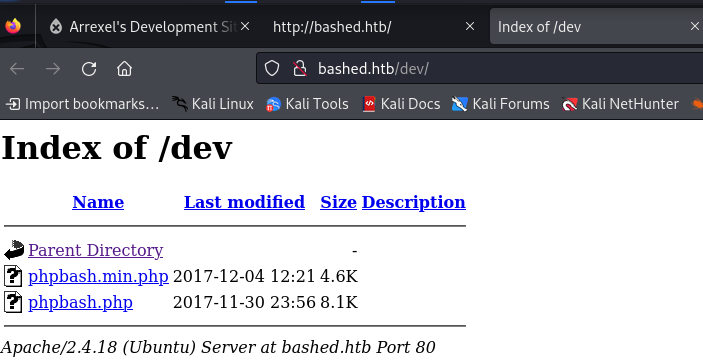 Arrexel's Development Sit
http://bashed.htb/
Index of /dev
bashed.htb/dev/
Import bookmarks...
Kali Linux
Kali Tools
Kali Docs
Kali Forums
Kali NetHunter
Index of /dev
Name Last modified Size Description
Parent Directory -
phpbash.min.php 2017-12-04 12:21 4.6K
phpbash.php 2017-11-30 23:56 8.1K
Apache/2.4.18 (Ubuntu) Server at bashed.htb Port 80